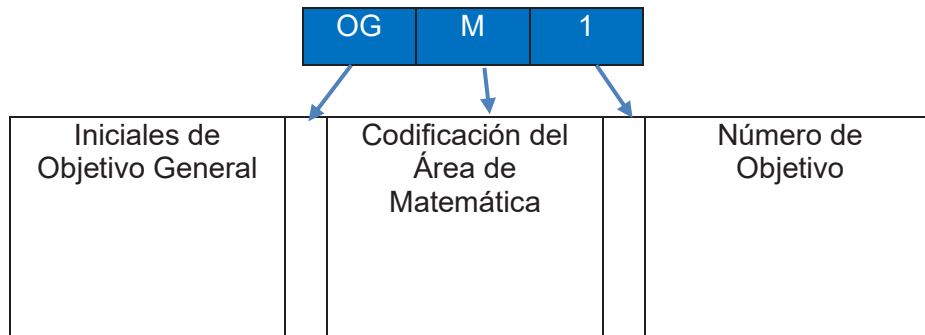 OG M 1
Iniciales de
Objetivo General
Codificación del
Área de
Matemática
Número de
Objetivo